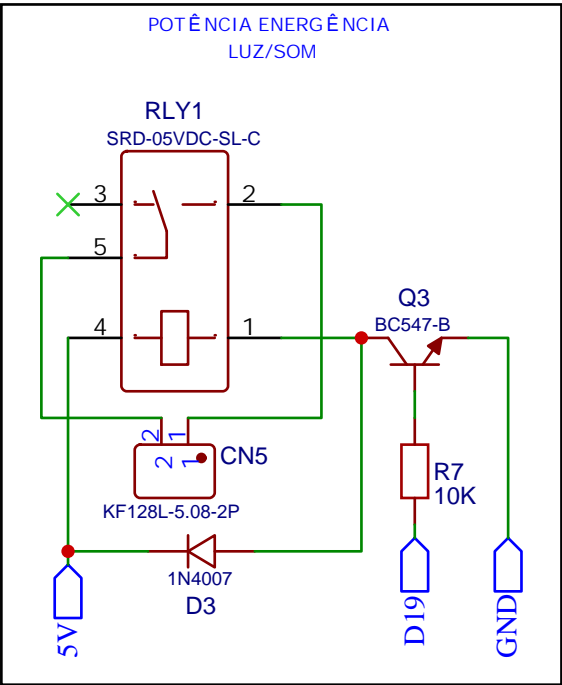 POTÊNCIA ENERGÊNCIA
LUZ/SOM
RLY1
SRD-05VDC-SL-C
3
2
5
4
1
Q3
BC547-B
2
1
2
1
CN5
KF128L-5.08-2P
R7
10K
1N4007
D3
5V
D19
GND